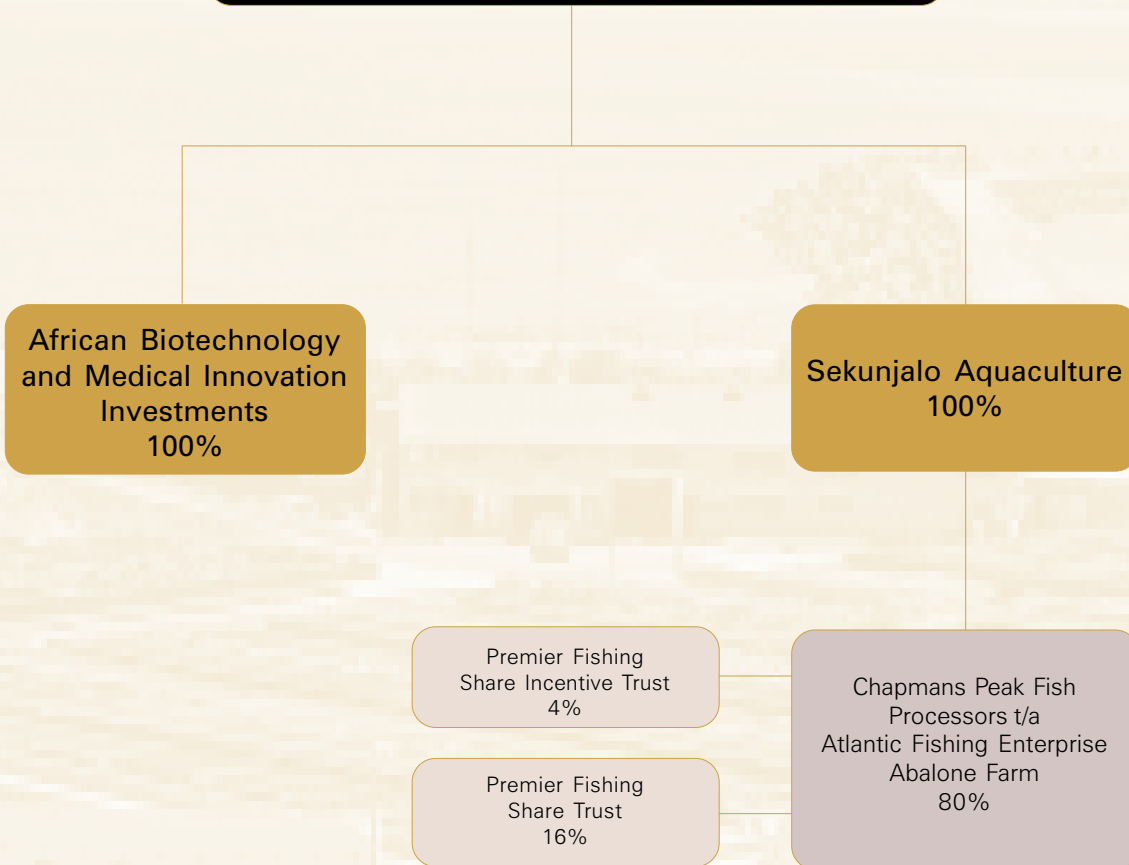 African Biotechnology
and Medical Innovation
Investments
100%
Sekunjalo Aquaculture
100%
Premier Fishing
Share Incentive Trust
4%
Chapmans Peak Fish
Processors t/a
Atlantic Fishing Enterprise
Abalone Farm
80%
Premier Fishing
Share Trust
16%